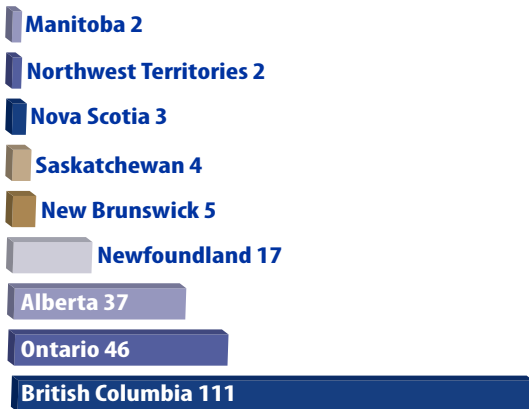 Manitoba 2
Northwest Territories 2
Nova Scotia 3
Saskatchewan 4
New Brunswick 5
Newfoundland 17
Alberta 37
Ontario 46
British Columbia 111